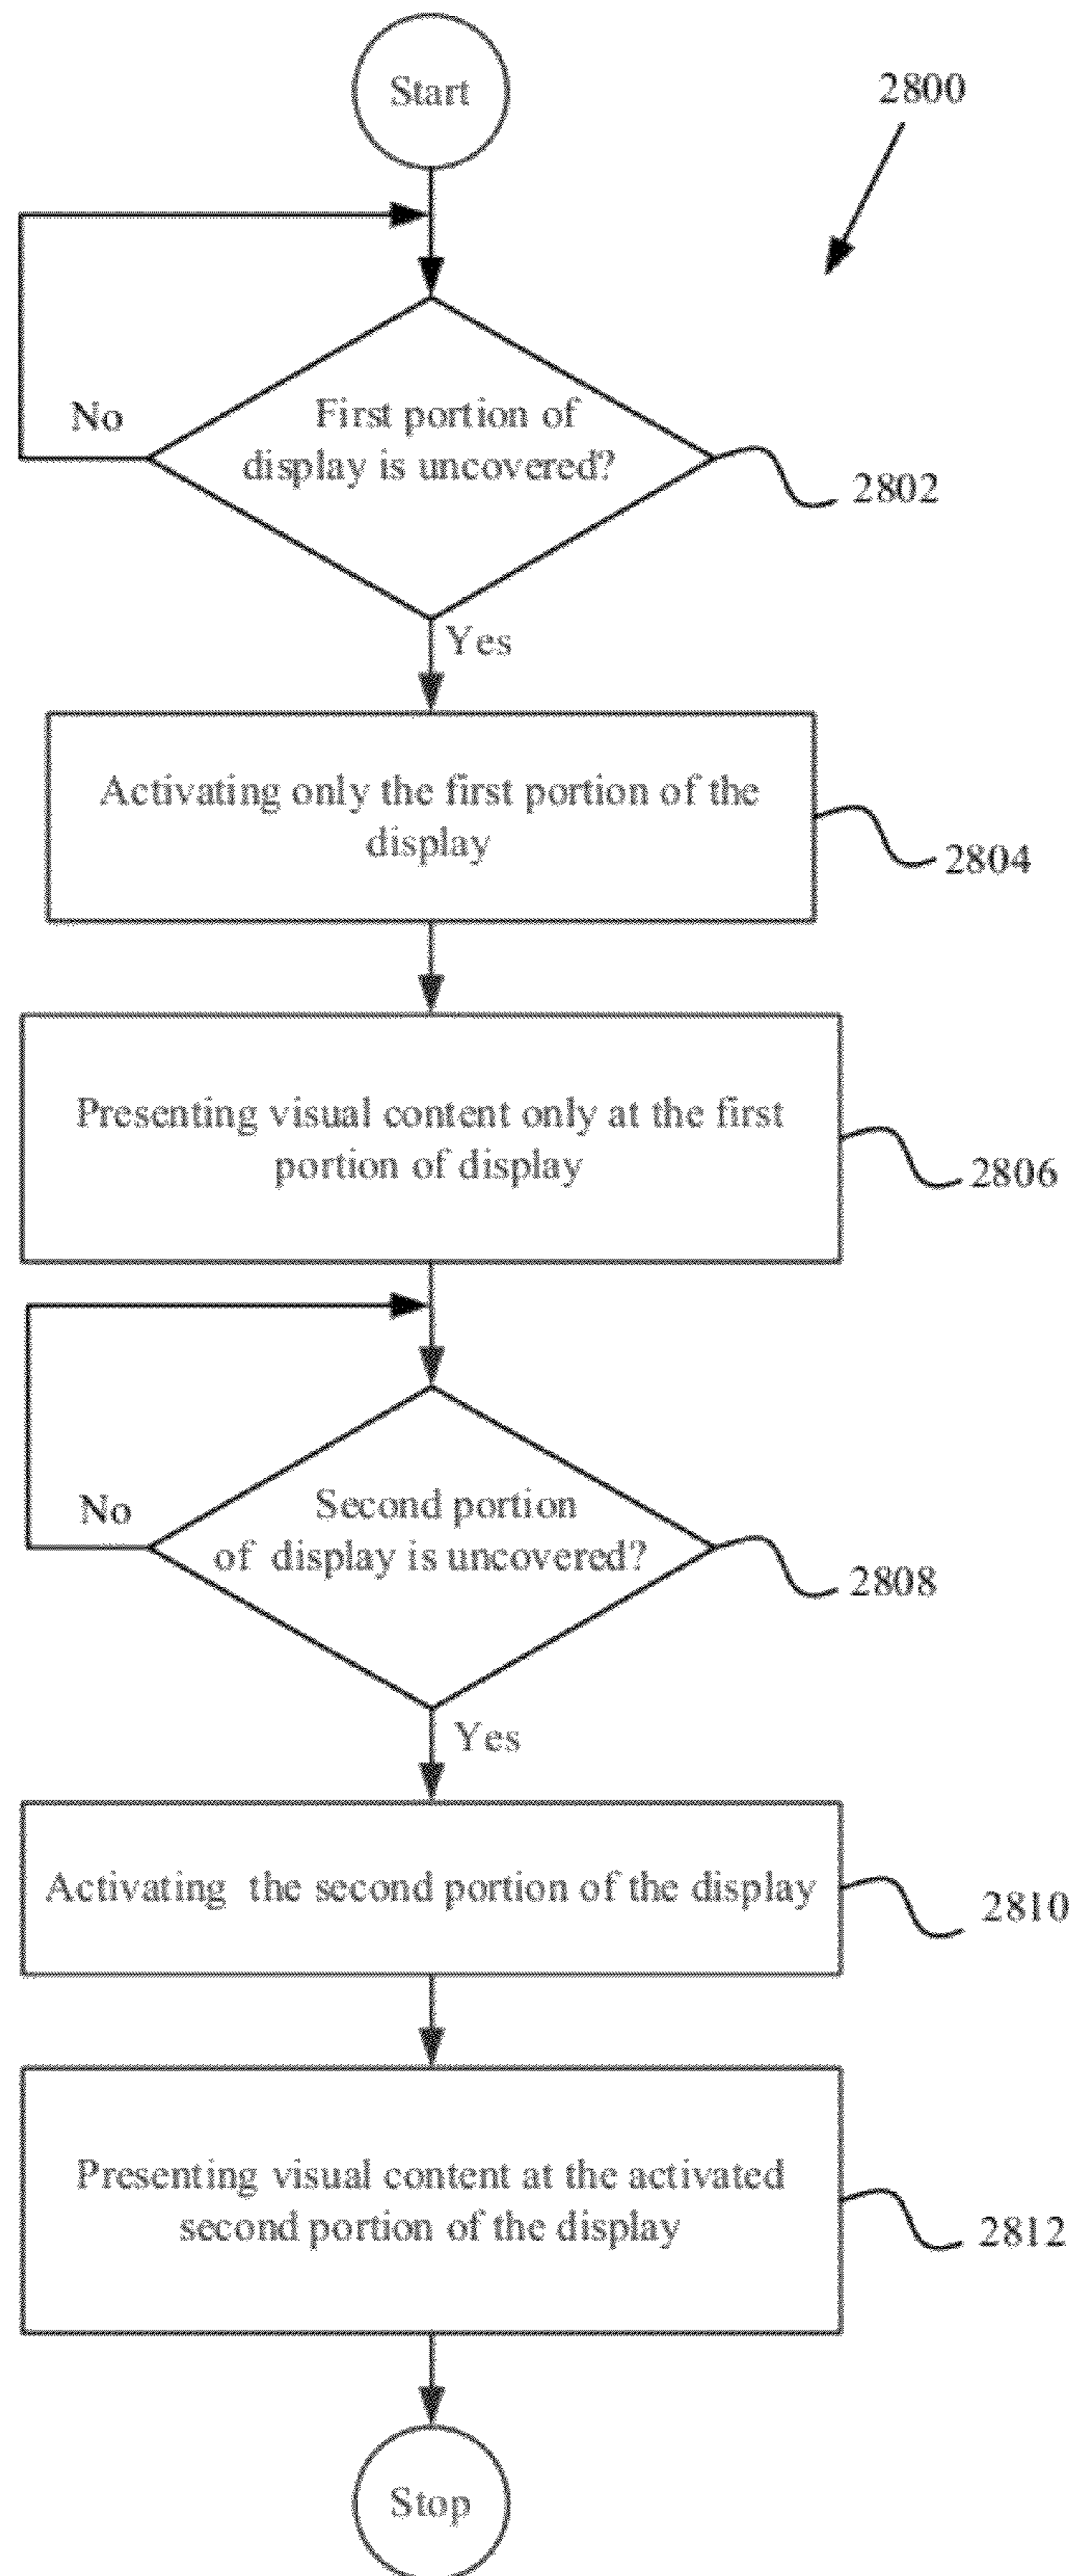 Start
2800
No
First portion of
display is uncovered?
2802
Yes
Activating only the first portion of the
display
2804
Presenting visual content only at the first
portion of display
2806
No
Second portion
of display is uncovered?
2808
Yes
Activating the second portion of the display
2810
Presenting visual content at the activated
second portion of the display
2812
Stop